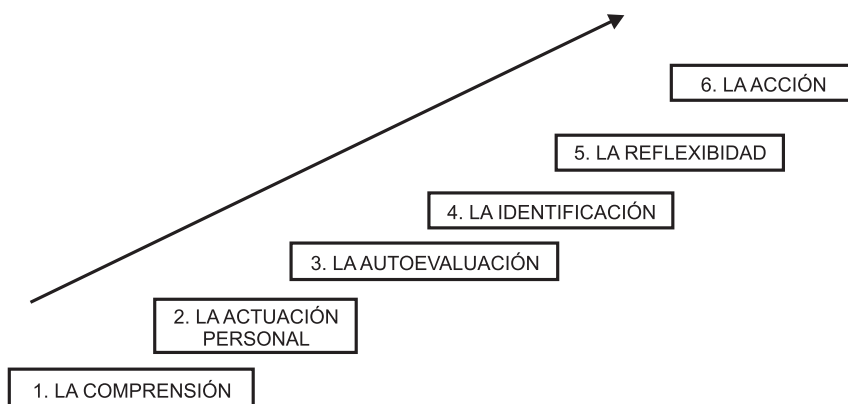 6. LA ACCIÓN
5. LA REFLEXIBIDAD
4. LA IDENTIFICACIÓN
3. LA AUTOEVALUACIÓN
2. LA ACTUACIÓN
PERSONAL
1. LA COMPRENSIÓN